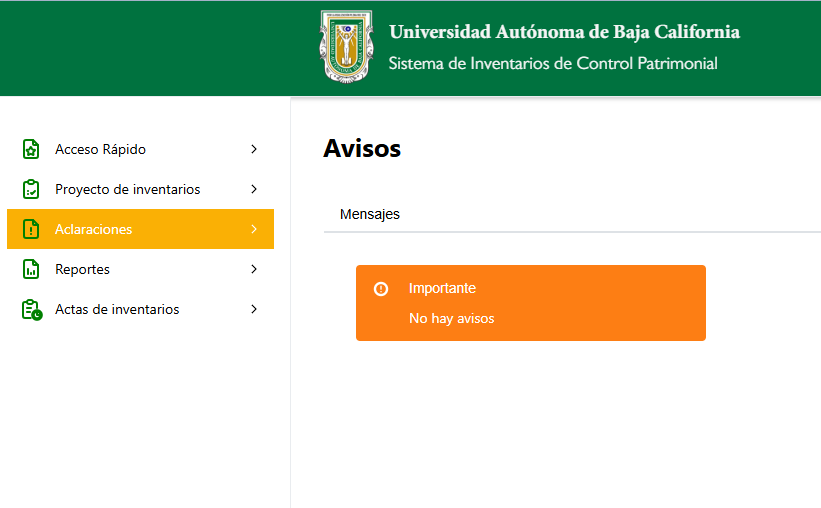 Universidad Autónoma de Baja California
Sistema de Inventarios de Control Patrimonial
Acceso Rápido
Proyecto de inventarios
Aclaraciones
Reportes
Actas de inventarios
Avisos
Mensajes
Importante
No hay avisos